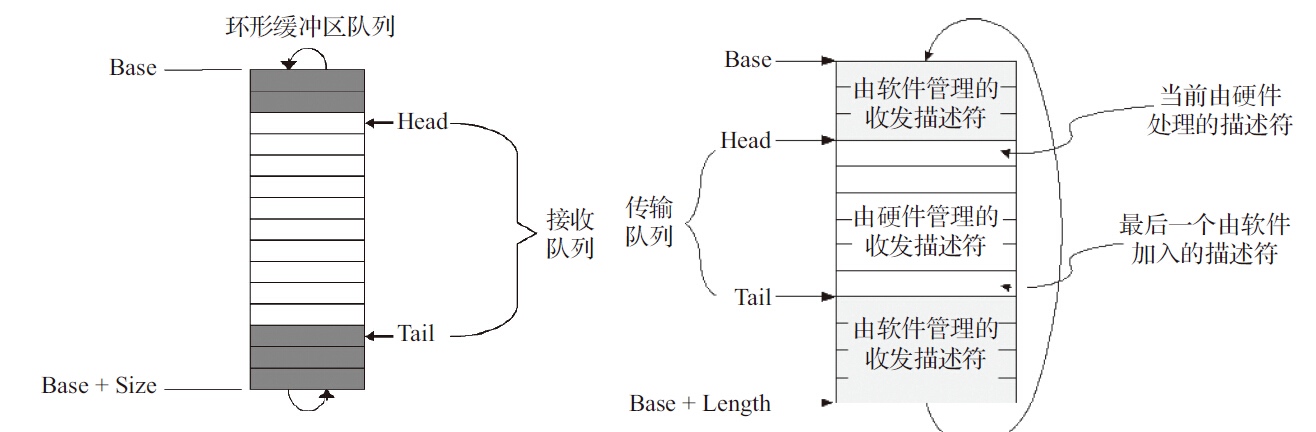 环形缓冲区队列
Base
Head
接收
队列
Tail
Base + Size
Base
由软件管理的
收发描述符
当前由硬件
处理的描述符
Head
传输
队列
由硬件管理的
收发描述符
最后一个由软件
加入的描述符
Tail
由软件管理的
收发描述符
Base + Length